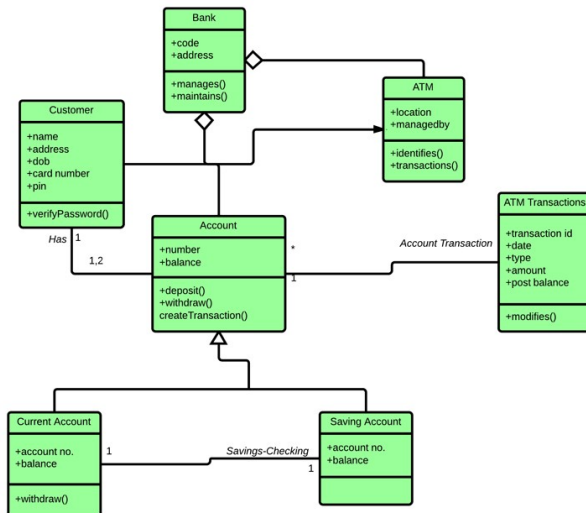 Bank
+code
+address
+manages()
+maintains()
ATM
+location
+managedby
+identifies()
+transactions()
Customer
+name
+address
+dob
+card number
+pin
+verifyPassword()
Has
1
1,2
Account
+number
+balance
+deposit()
+withdraw()
createTransaction()
*
1
Account Transaction
ATM Transactions
+transaction id
+date
+type
+amount
+post balance
+modifies()
Current Account
+account no.
+balance
+withdraw()
1
Savings-Checking
1
Saving Account
+account no.
+balance